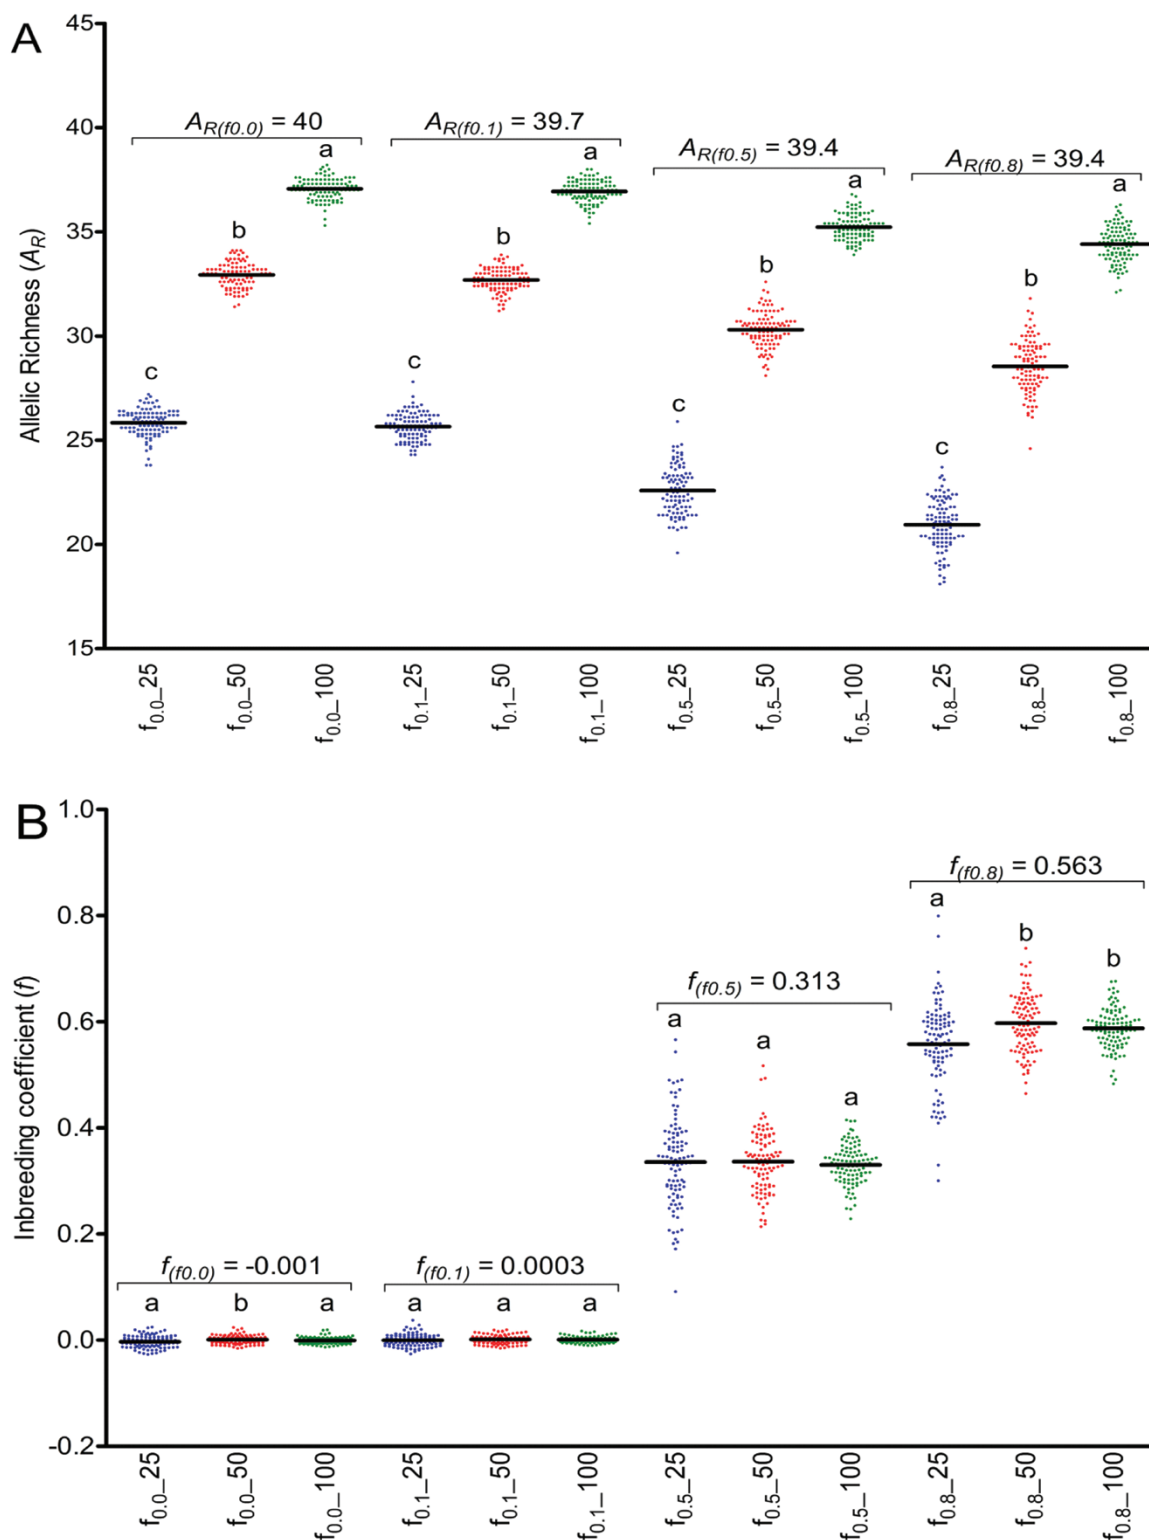 A
45
A_R(f0.0) = 40
A_R(f0.1) = 39.7
A_R(f0.5) = 39.4
A_R(f0.8) = 39.4
40
35
30
25
20
15
Allelic Richness (A_R)
c b a
c b a
c b a
c b a
f0.0_25
f0.0_50
f0.0_100
f0.1_25
f0.1_50
f0.1_100
f0.5_25
f0.5_50
f0.5_100
f0.8_25
f0.8_50
f0.8_100
B
1.0
0.8
0.6
0.4
0.2
0.0
-0.2
Inbreeding coefficient (f)
f(f0.0) = -0.001
f(f0.1) = 0.0003
f(f0.5) = 0.313
f(f0.8) = 0.563
a b a
a a a
a a a
a b b
f0.0_25
f0.0_50
f0.0_100
f0.1_25
f0.1_50
f0.1_100
f0.5_25
f0.5_50
f0.5_100
f0.8_25
f0.8_50
f0.8_100